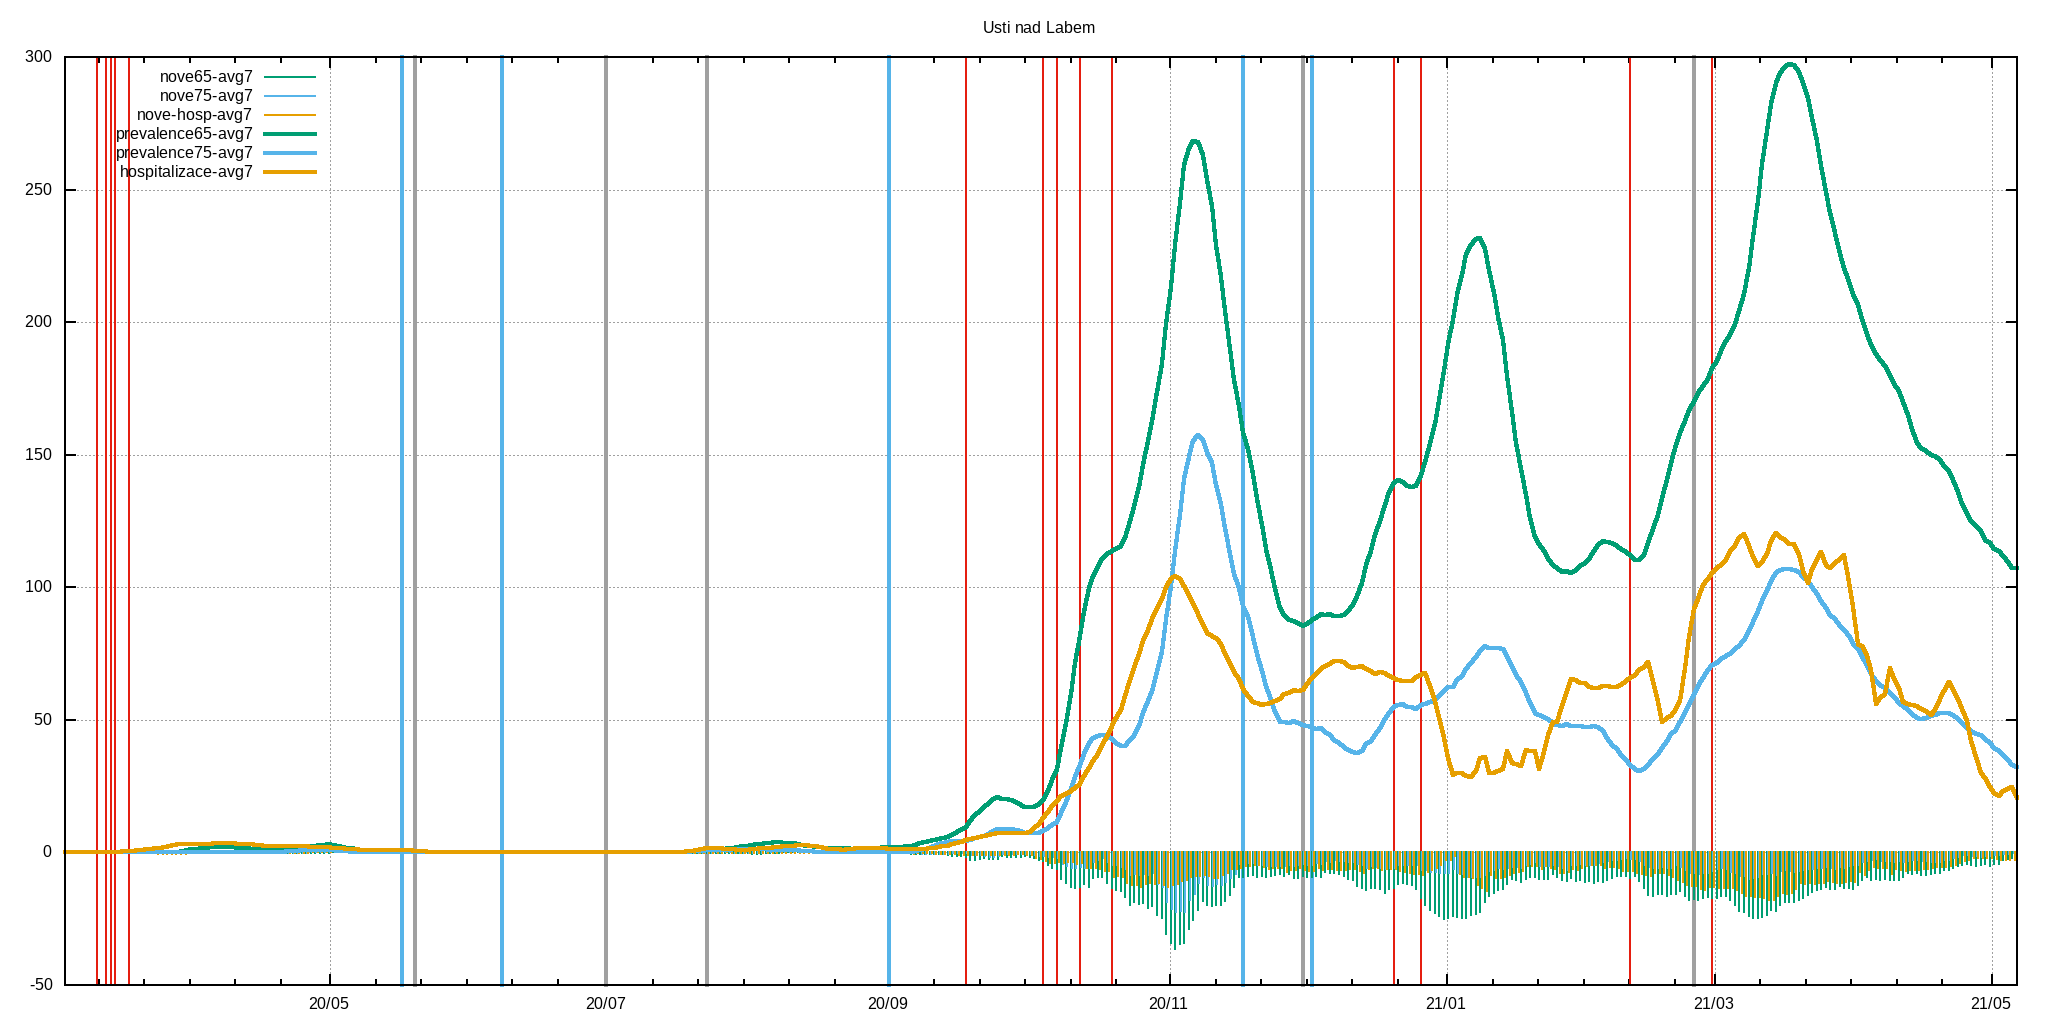 Usti nad Labem
300
250
200
150
100
50
0
-50
nove65-avg7
nove75-avg7
nove-hosp-avg7
prevalence65-avg7
prevalence75-avg7
hospitalizace-avg7
20/05
20/07
20/09
20/11
21/01
21/03
21/05